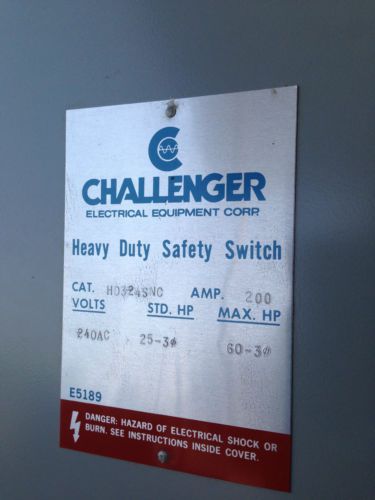 CHALLENGER
ELECTRICAL EQUIPMENT CORP.
Heavy Duty Safety Switch
CAT. HD324SNC AMP. 200
VOLTS STD. HP MAX. HP
240AC 25-3ø 60-3ø
E5189
DANGER: HAZARD OF ELECTRICAL SHOCK OR
BURN. SEE INSTRUCTIONS INSIDE COVER.